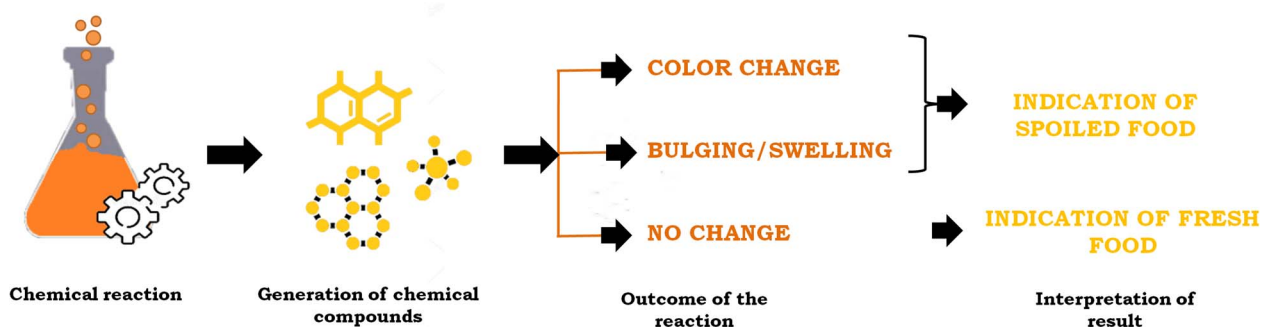 COLOR CHANGE
BULGING/SWELLING
NO CHANGE
INDICATION OF
SPOILED FOOD
INDICATION OF FRESH
FOOD
Chemical reaction
Generation of chemical
compounds
Outcome of the
reaction
Interpretation of
result